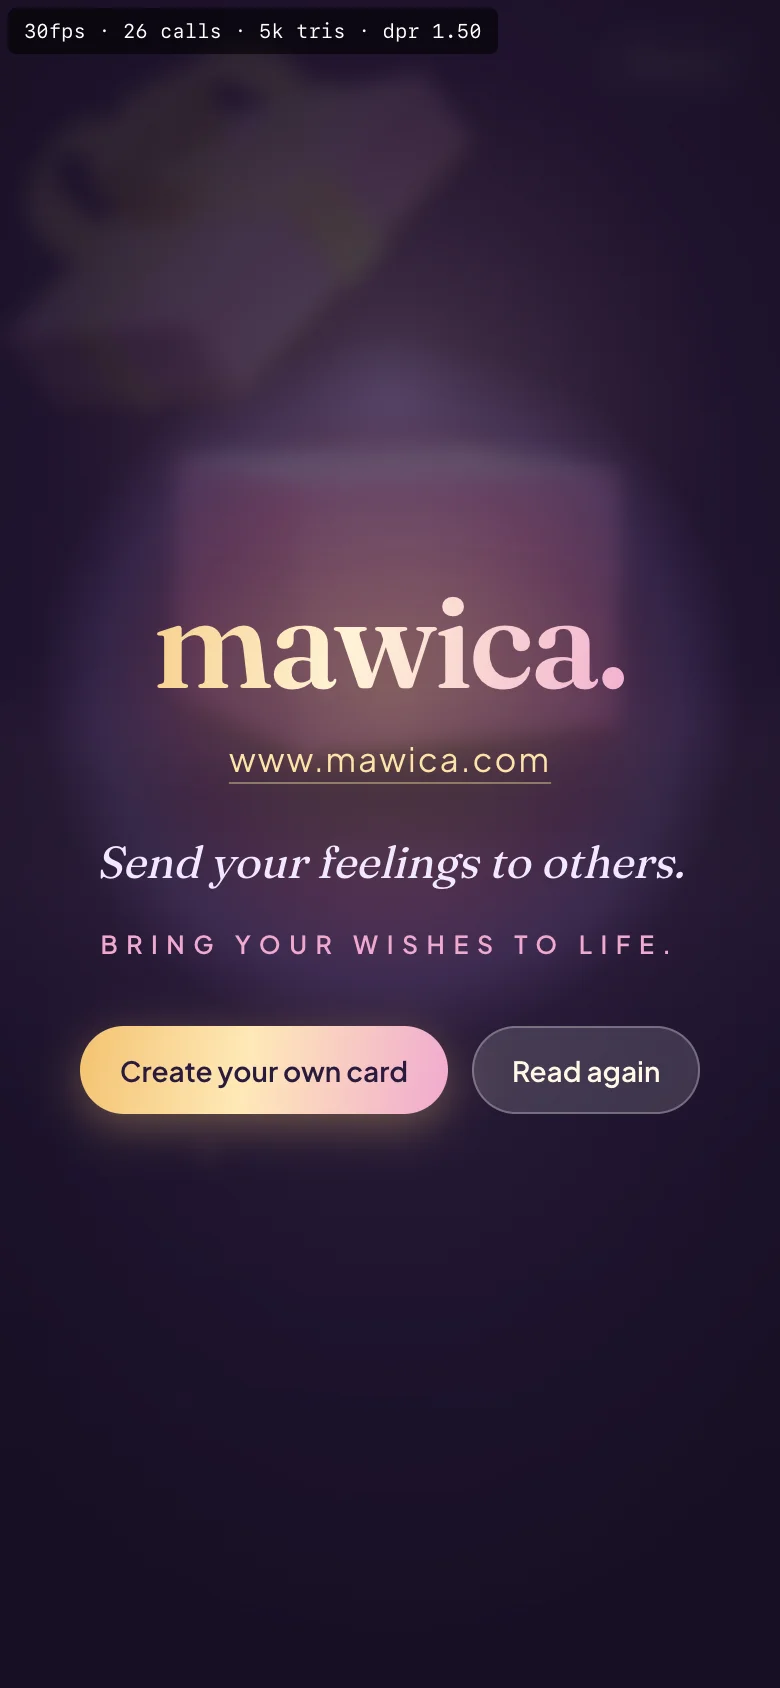 30fps · 26 calls · 5k tris · dpr 1.50
mawica.
www.mawica.com
Send your feelings to others.
BRING YOUR WISHES TO LIFE.
Create your own card
Read again